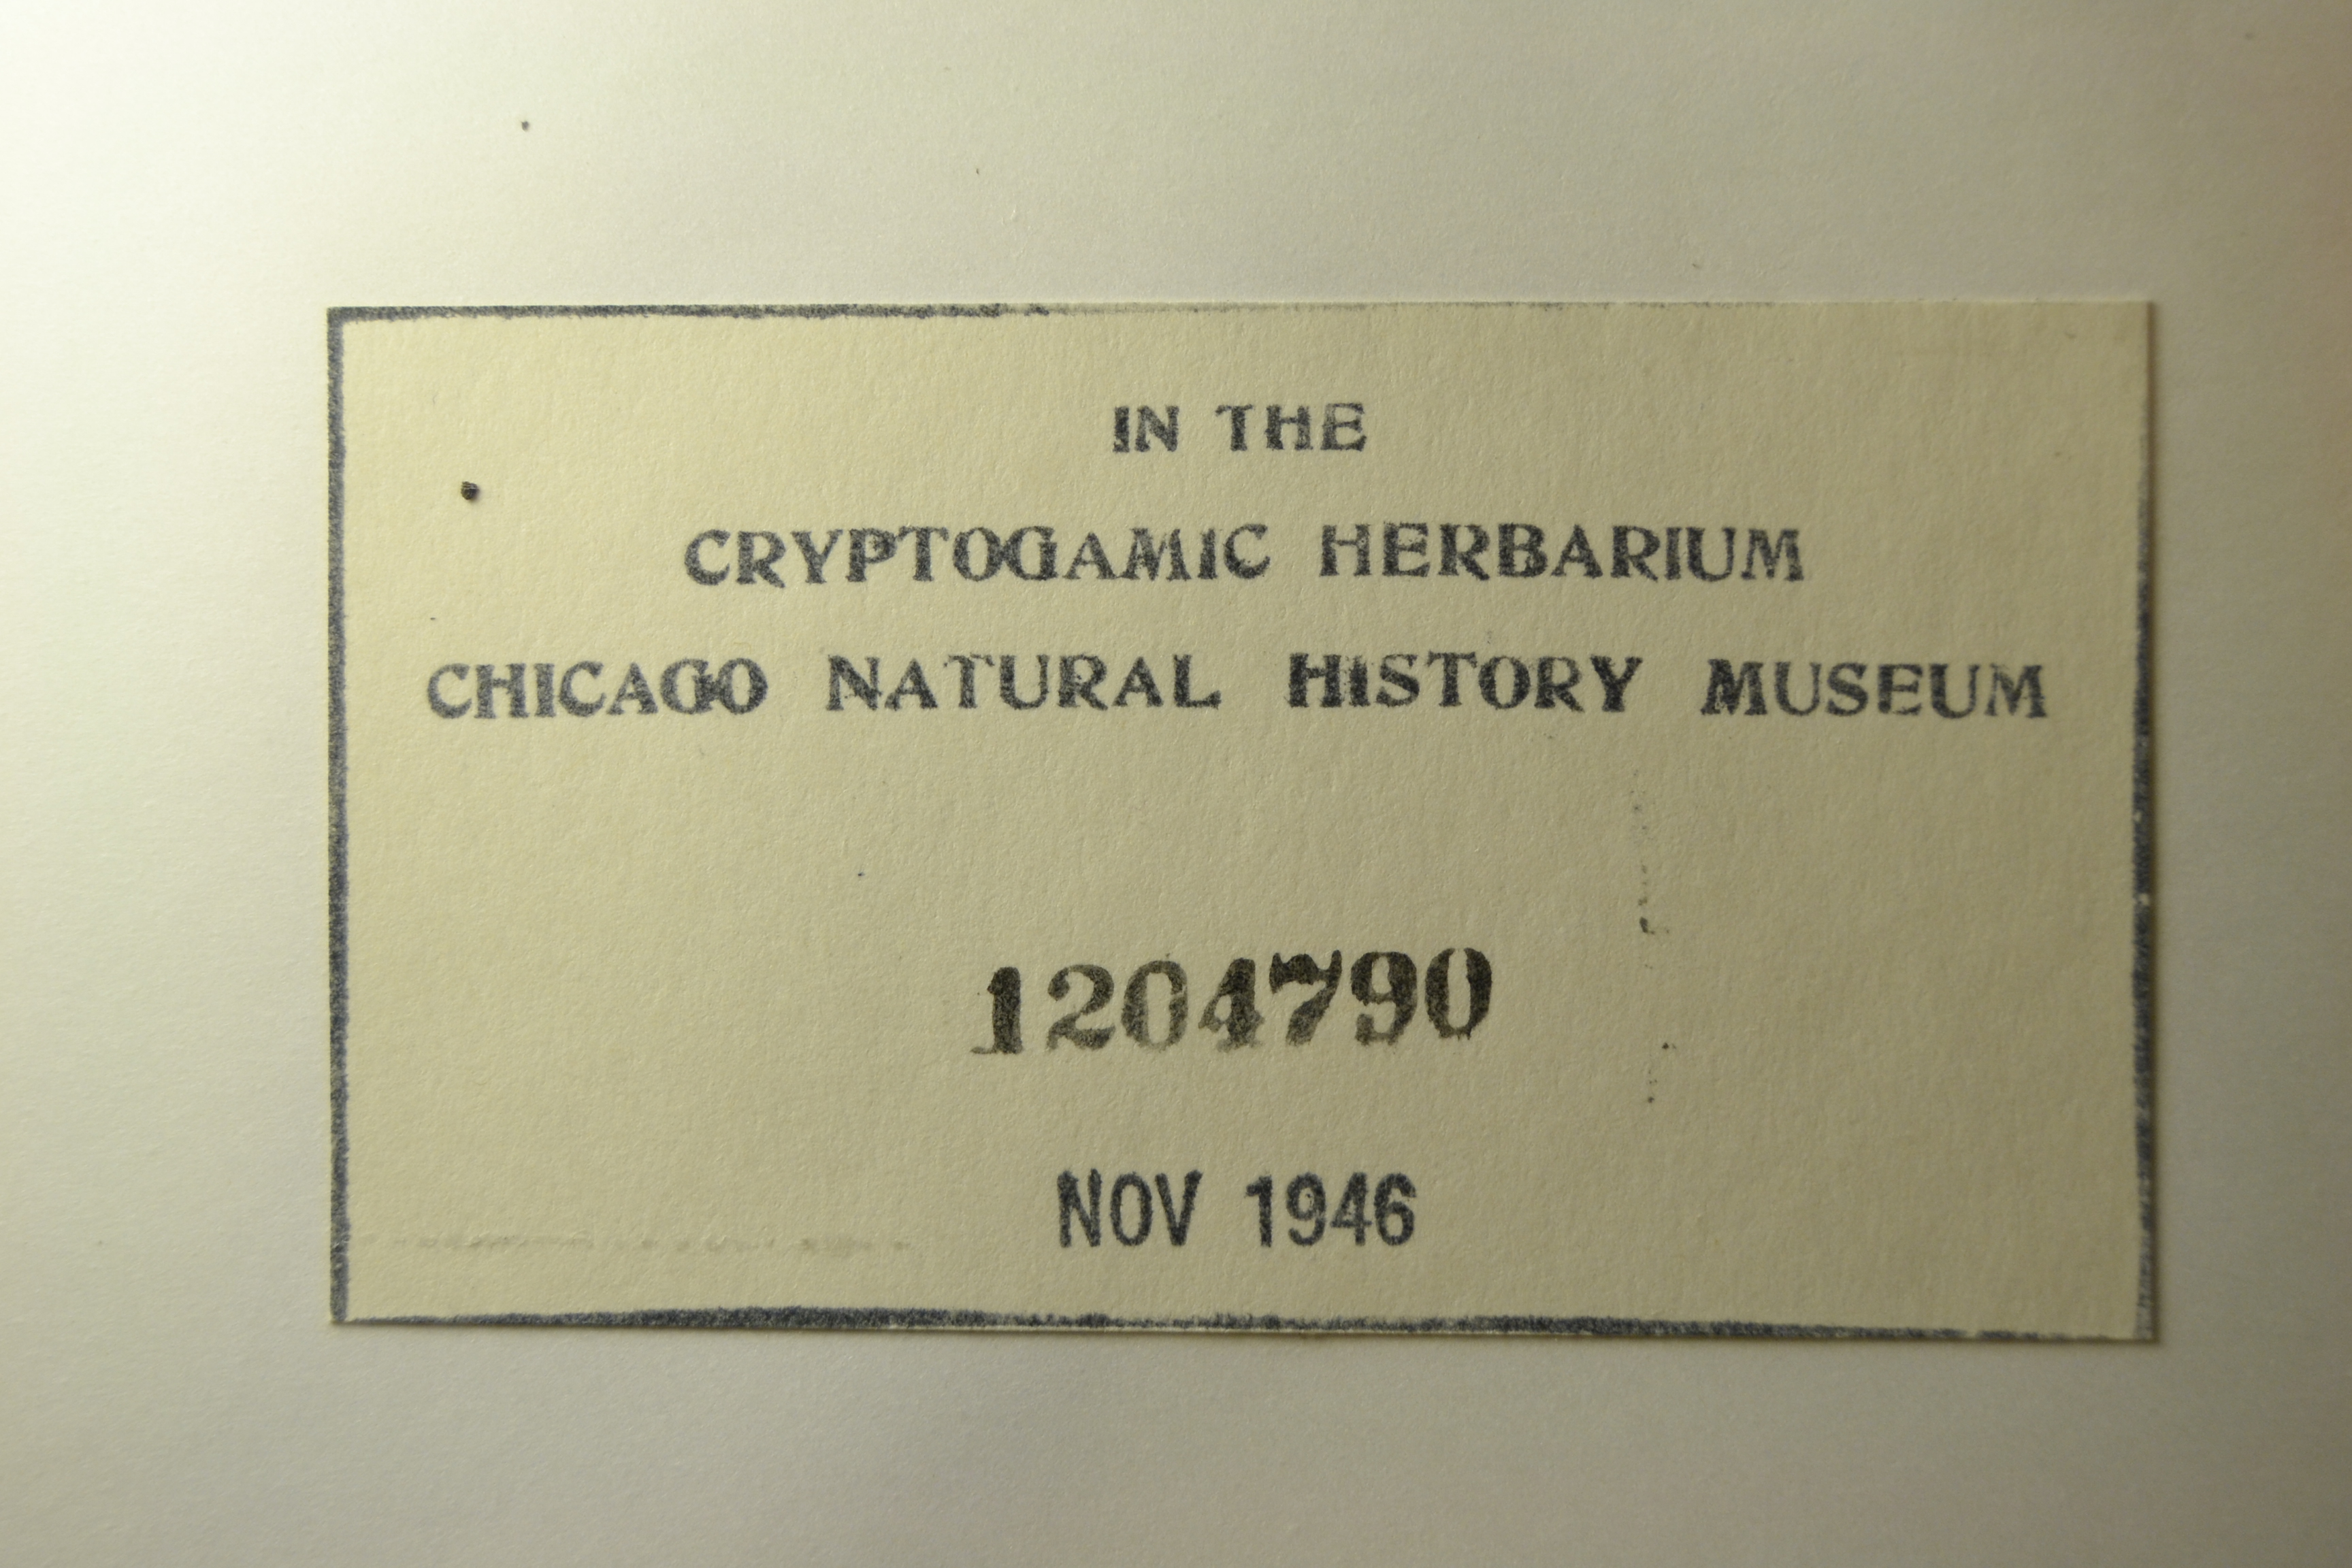 IN THE
CRYPTOGAMIC HERBARIUM
CHICAGO NATURAL HISTORY MUSEUM
1204790
NOV 1946